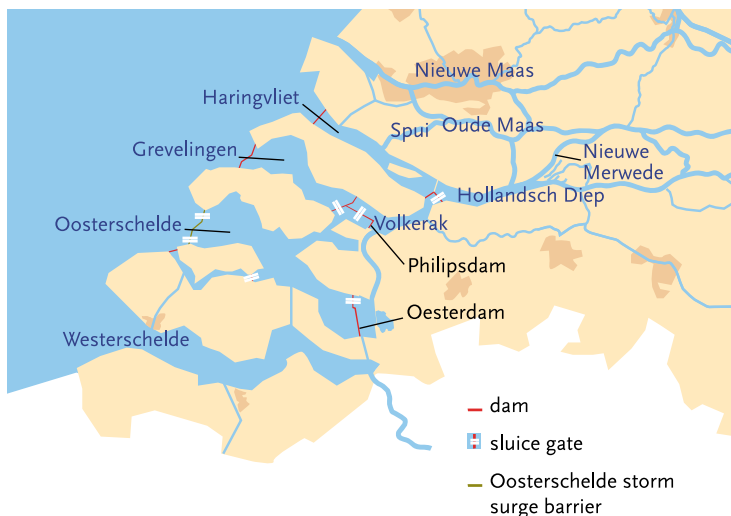 Nieuwe Maas
Haringvliet
Spui
Oude Maas
Grevelingen
Nieuwe
Merwede
Hollandsch Diep
Oosterschelde
Volkerak
Philipsdam
Oesterdam
Westerschelde
dam
sluice gate
Oosterschelde storm
surge barrier